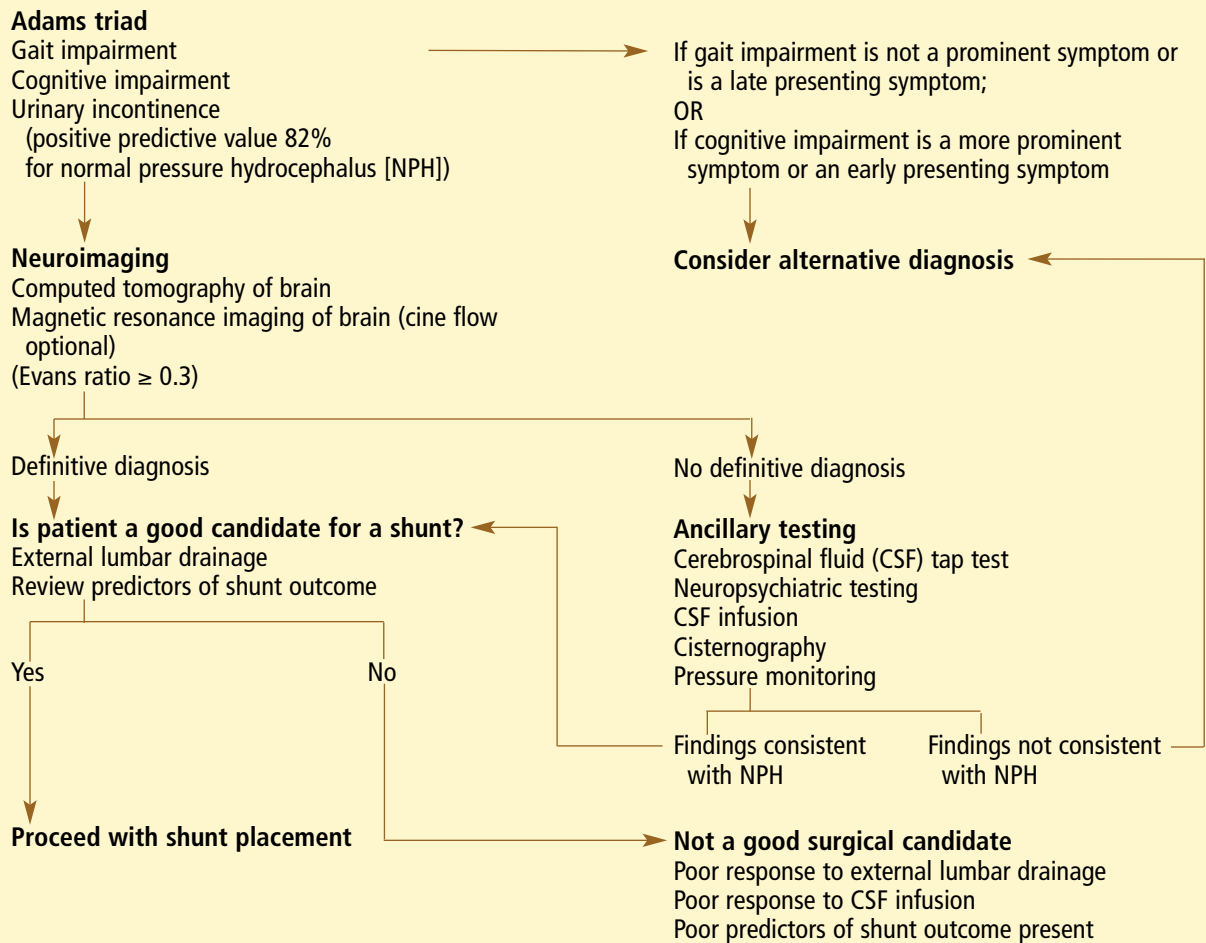 Adams triad
Gait impairment
Cognitive impairment
Urinary incontinence
(positive predictive value 82%
for normal pressure hydrocephalus [NPH])
If gait impairment is not a prominent symptom or
is a late presenting symptom;
OR
If cognitive impairment is a more prominent
symptom or an early presenting symptom
Neuroimaging
Computed tomography of brain
Magnetic resonance imaging of brain (cine flow
optional)
(Evans ratio ≥ 0.3)
Consider alternative diagnosis
Definitive diagnosis
No definitive diagnosis
Is patient a good candidate for a shunt?
External lumbar drainage
Review predictors of shunt outcome
Ancillary testing
Cerebrospinal fluid (CSF) tap test
Neuropsychiatric testing
CSF infusion
Cisternography
Pressure monitoring
Yes
No
Findings consistent
with NPH
Findings not consistent
with NPH
Proceed with shunt placement
Not a good surgical candidate
Poor response to external lumbar drainage
Poor response to CSF infusion
Poor predictors of shunt outcome present